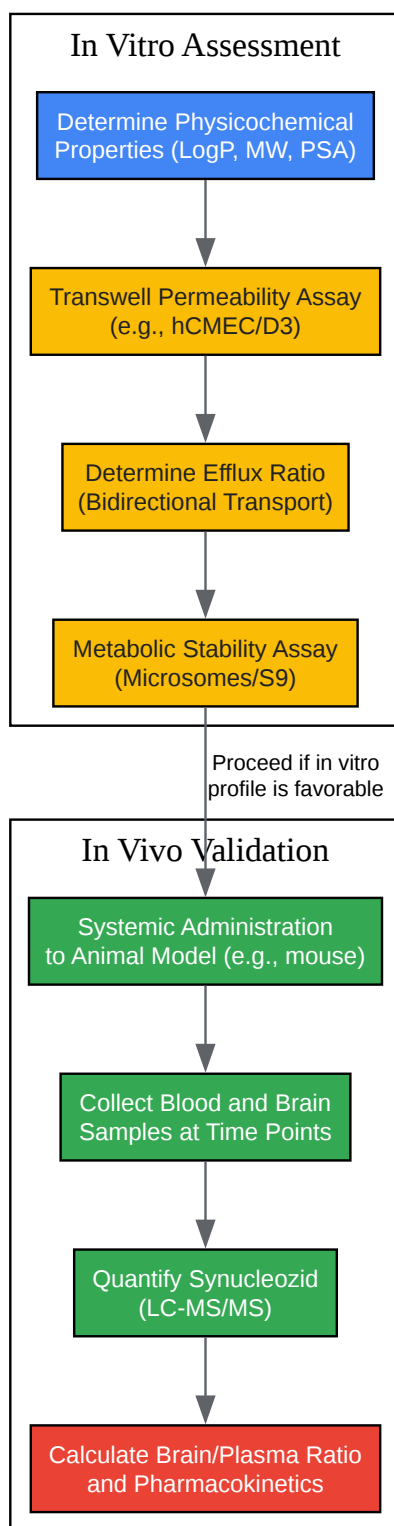 In Vitro Assessment
Determine Physicochemical
Properties (LogP, MW, PSA)
Transwell Permeability Assay
(e.g., hCMEC/D3)
Determine Efflux Ratio
(Bidirectional Transport)
Metabolic Stability Assay
(Microsomes/S9)
Proceed if in vitro
profile is favorable
In Vivo Validation
Systemic Administration
to Animal Model (e.g., mouse)
Collect Blood and Brain
Samples at Time Points
Quantify Synucleozid
(LC-MS/MS)
Calculate Brain/Plasma Ratio
and Pharmacokinetics